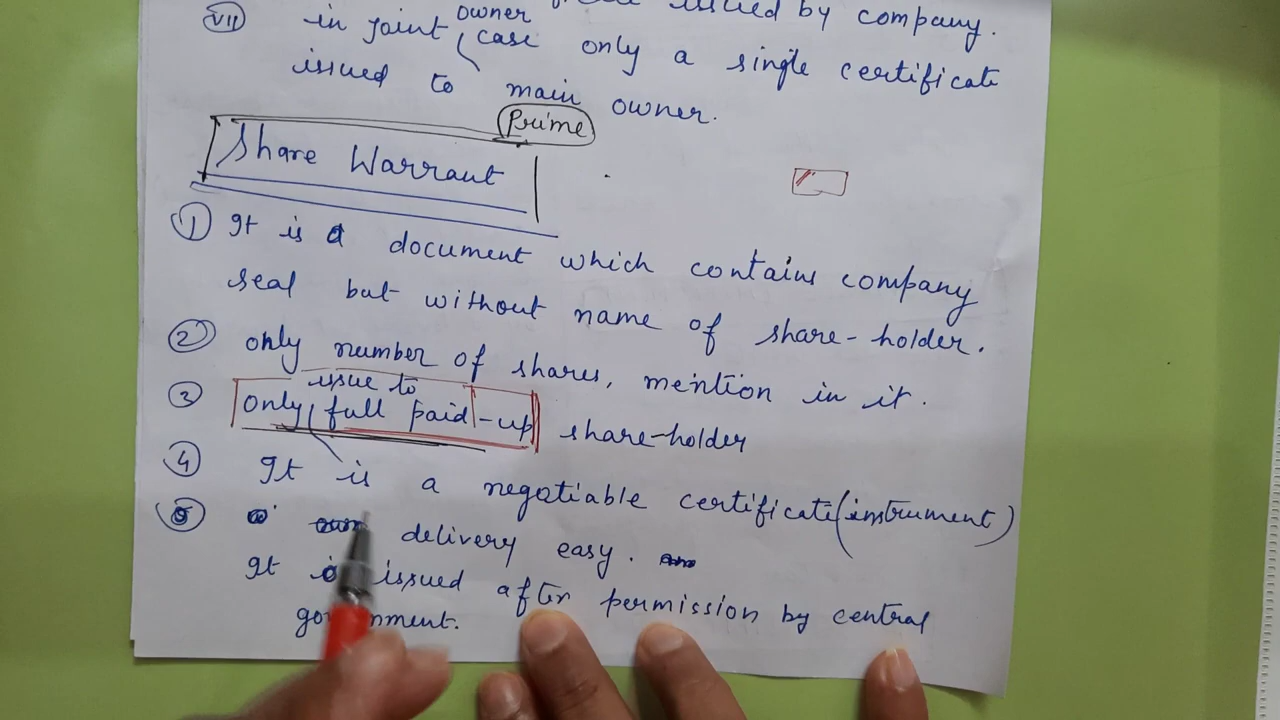 issued by company.
(vii) in joint owner case only a single certificate
issued to main owner.
Prime
Share Warrant
① It is a document which contains company
seal but without name of share-holder.
② only number of shares, mention in it.
③ only issue to full paid-up share-holder
④ It is a negotiable certificate (instrument)
⑤ delivery easy.
It is issued after permission by central
government.